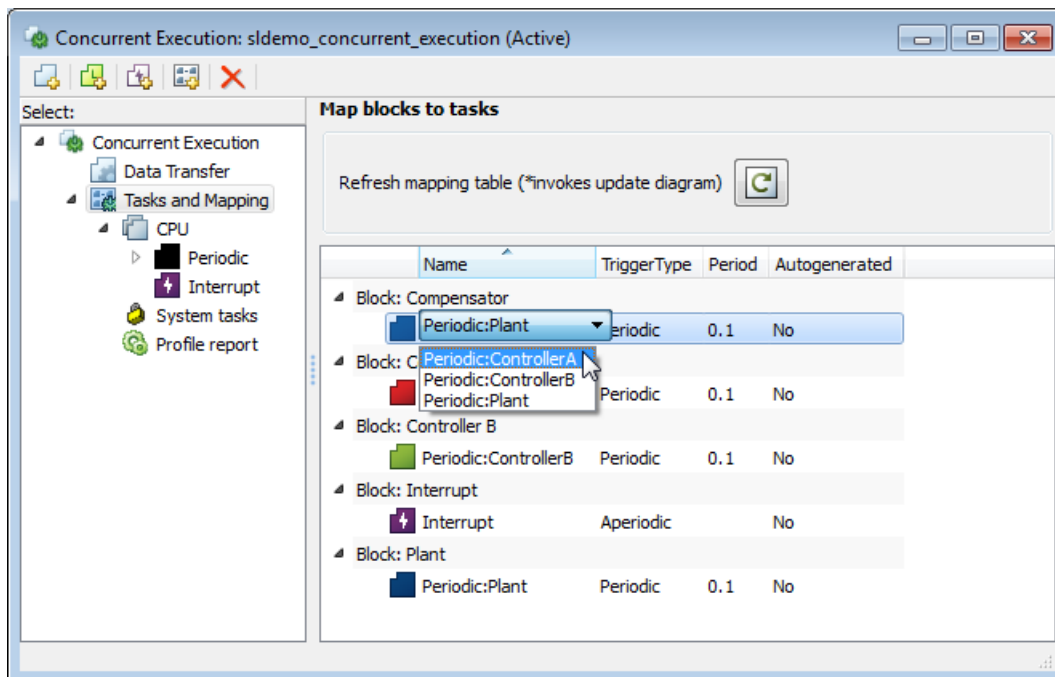 Concurrent Execution: sldemo_concurrent_execution (Active)
Select:
Concurrent Execution
Data Transfer
Tasks and Mapping
CPU
Periodic
Interrupt
System tasks
Profile report
Map blocks to tasks
Refresh mapping table (*invokes update diagram)
Name TriggerType Period Autogenerated
Block: Compensator
Periodic:Plant eriodic 0.1 No
Periodic:ControllerA
Periodic:ControllerB
Periodic:Plant
Block: C
Periodic 0.1 No
Block: Controller B
Periodic:ControllerB Periodic 0.1 No
Block: Interrupt
Interrupt Aperiodic No
Block: Plant
Periodic:Plant Periodic 0.1 No